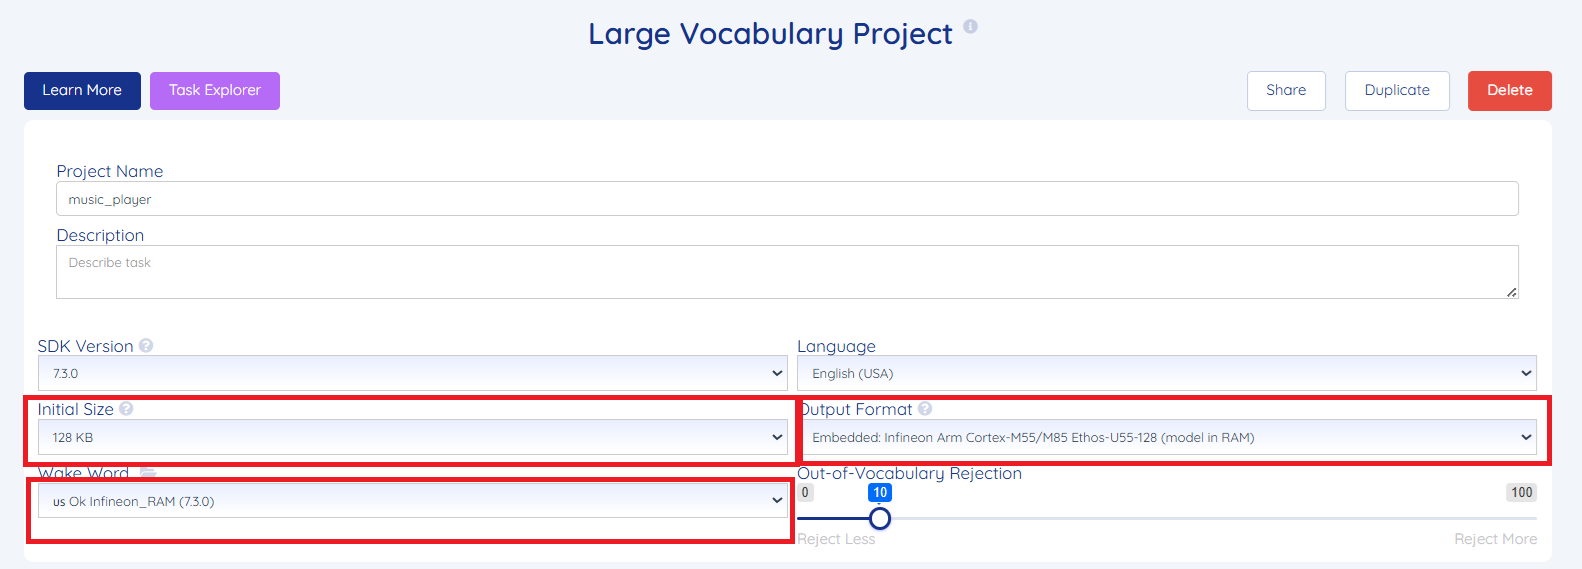 Large Vocabulary Project
Learn More
Task Explorer
Share
Duplicate
Delete
Project Name
music_player
Description
Describe task
SDK Version
7.3.0
Language
English (USA)
Initial Size
128 KB
Output Format
Embedded: Infineon Arm Cortex-M55/M85 Ethos-U55-128 (model in RAM)
Wake Word
us Ok Infineon_RAM (7.3.0)
Out-of-Vocabulary Rejection
0
10
100
Reject Less
Reject More